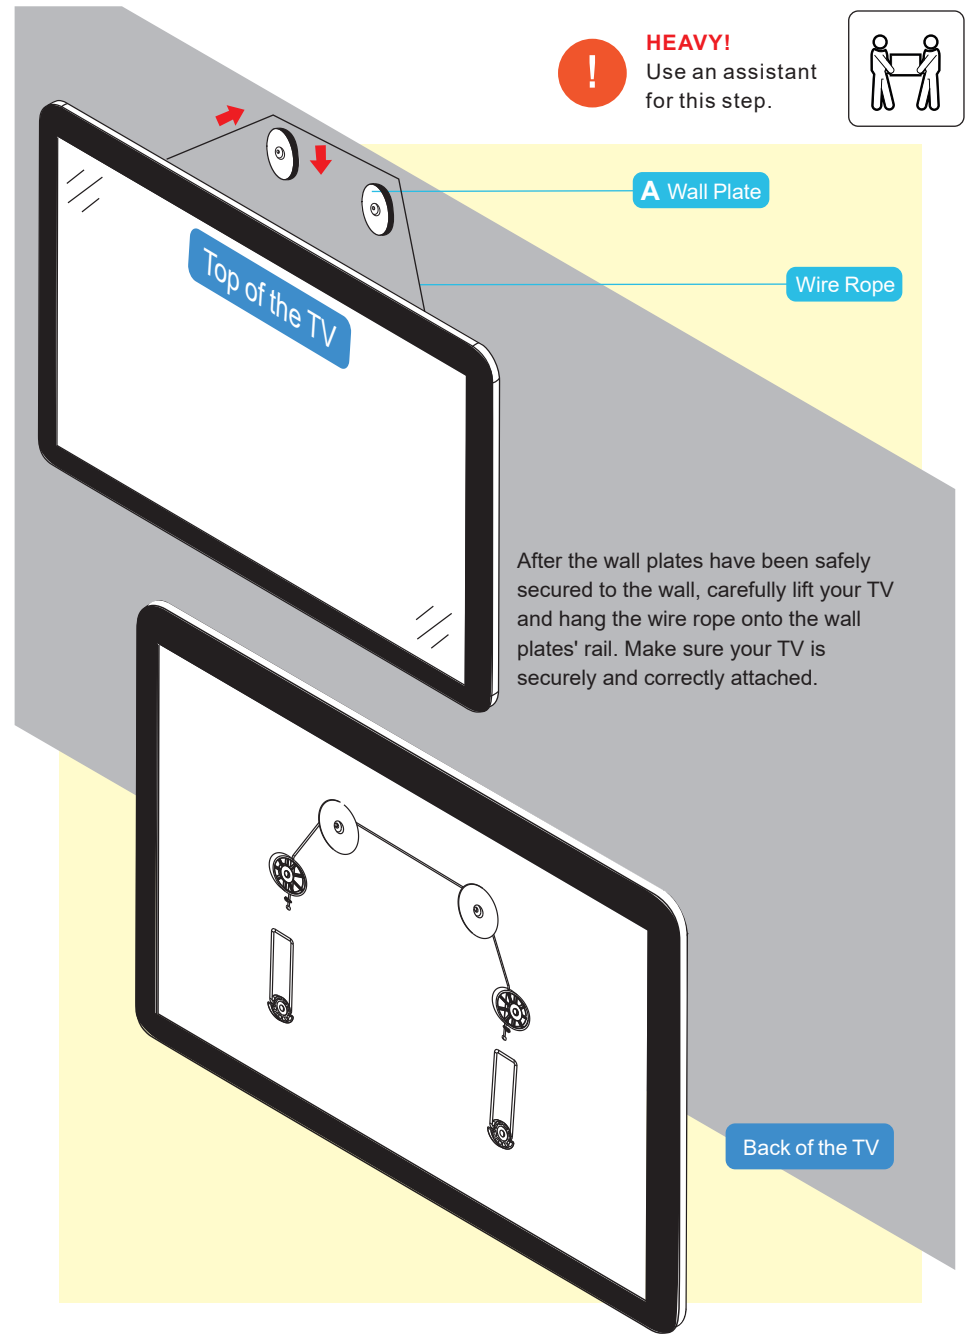 !
HEAVY!
Use an assistant
for this step.
A Wall Plate
Wire Rope
Top of the TV
After the wall plates have been safely
secured to the wall, carefully lift your TV
and hang the wire rope onto the wall
plates' rail. Make sure your TV is
securely and correctly attached.
Back of the TV